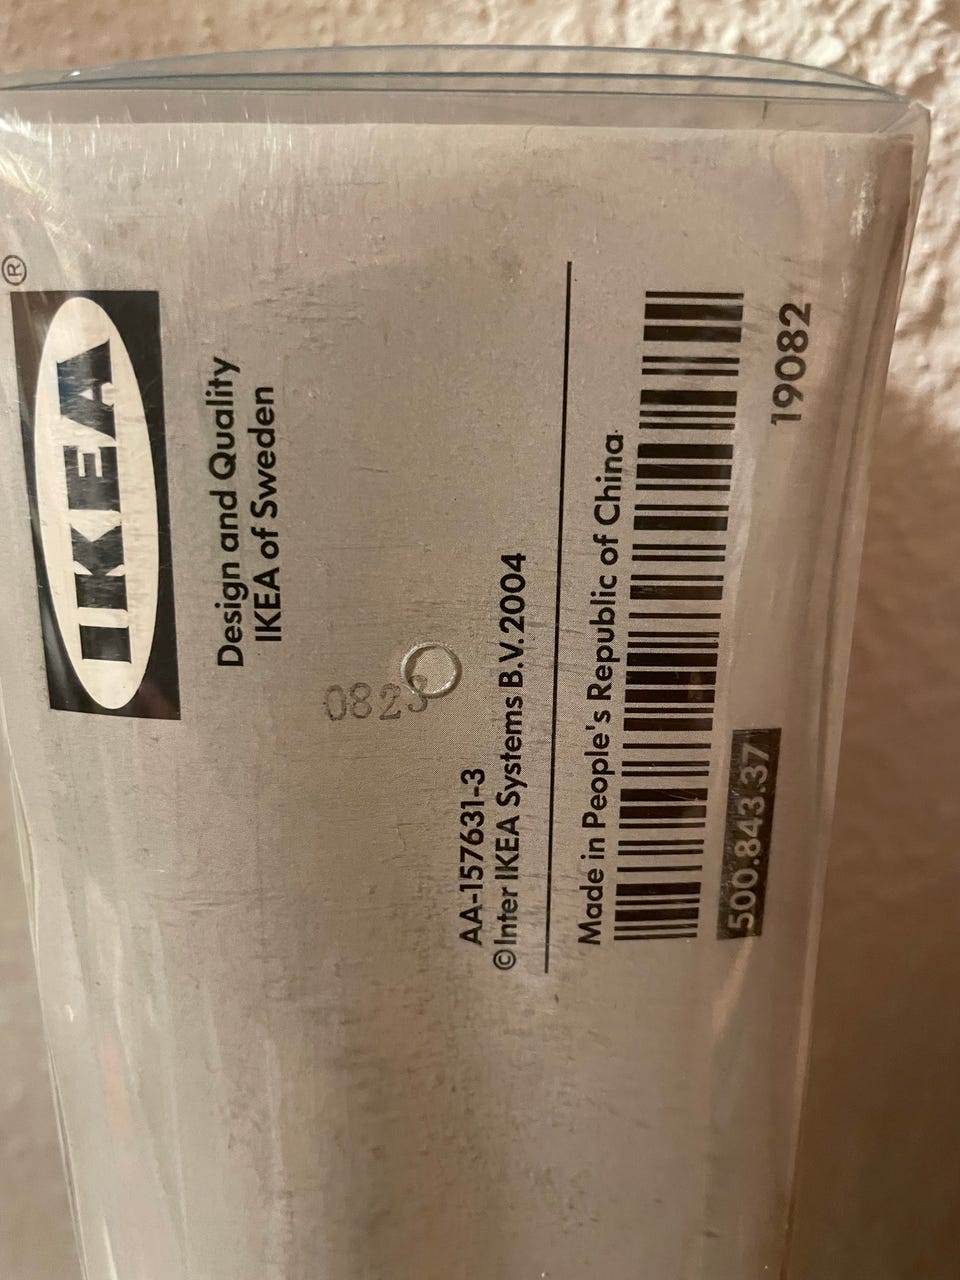 IKEA®
Design and Quality
IKEA of Sweden
0823
AA-157631-3
©Inter IKEA Systems B.V.2004
Made in People's Republic of China
500.843.37
19082